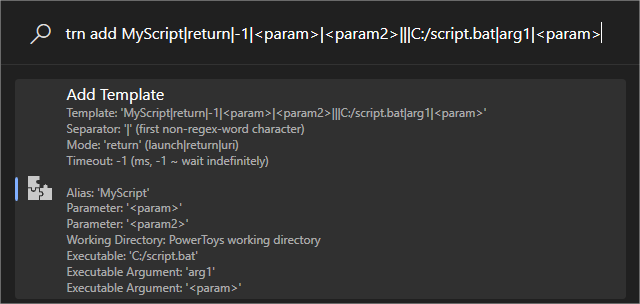 trn add MyScript|return|-1|<param>|<param2>|||C:/script.bat|arg1|<param>
Add Template
Template: 'MyScript|return|-1|<param>|<param2>|||C:/script.bat|arg1|<param>'
Separator: '|' (first non-regex-word character)
Mode: 'return' (launch|return|uri)
Timeout: -1 (ms, -1 ~ wait indefinitely)
Alias: 'MyScript'
Parameter: '<param>'
Parameter: '<param2>'
Working Directory: PowerToys working directory
Executable: 'C:/script.bat'
Executable Argument: 'arg1'
Executable Argument: '<param>'